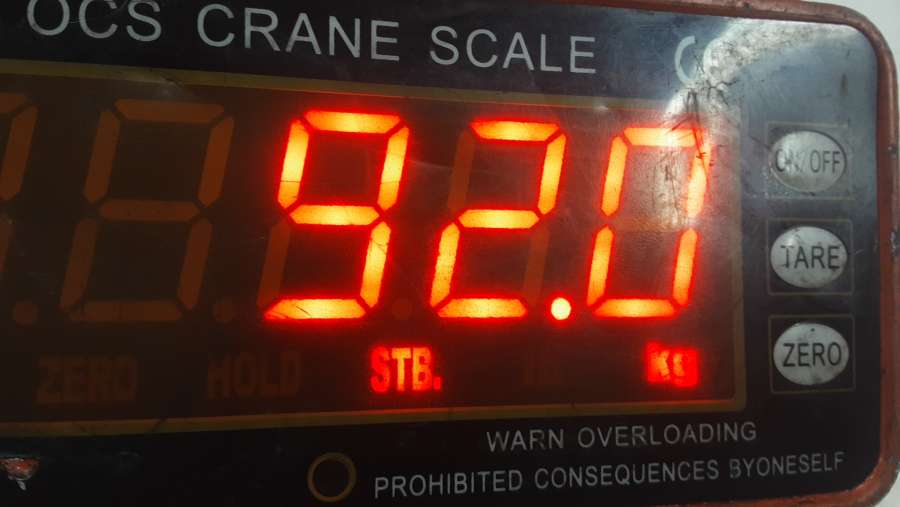 OCS CRANE SCALE
ON/OFF
92.0
TARE
ZERO HOLD STB. kg
ZERO
WARN OVERLOADING
PROHIBITED CONSEQUENCES BYONESELF